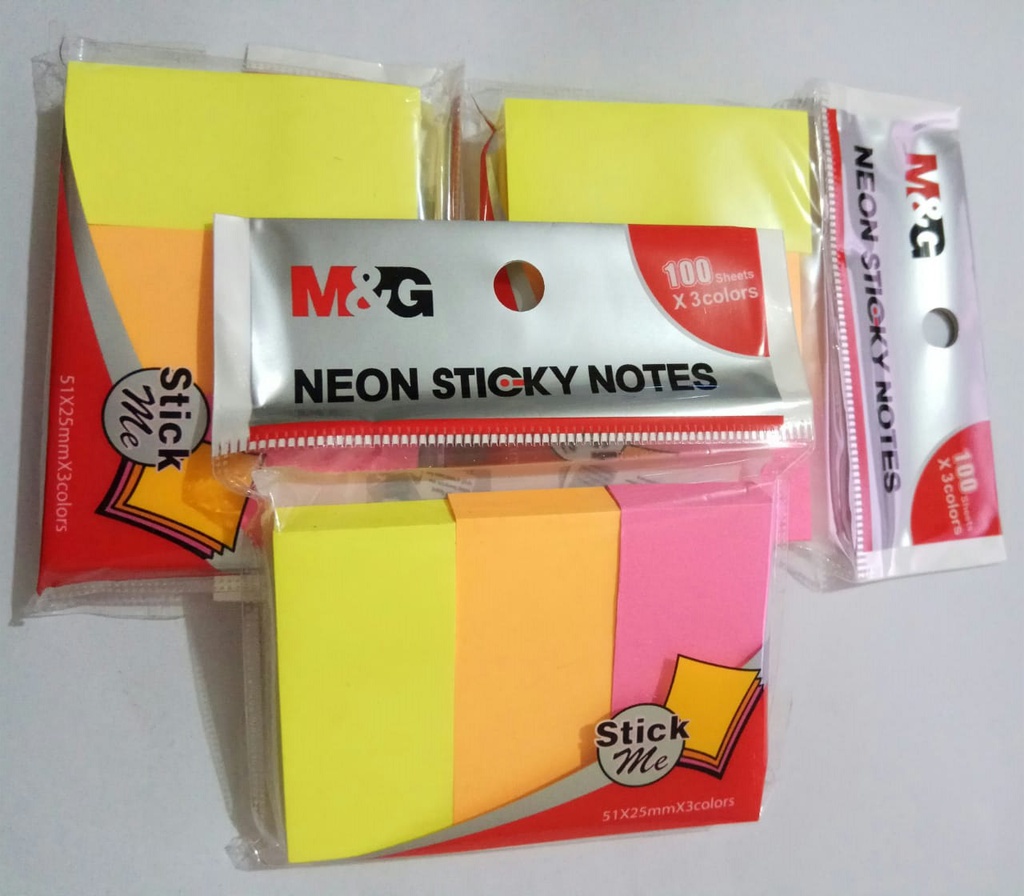 M&G
100 Sheets
X 3colors
NEON STICKY NOTES
Stick
Me
51X25mmX3colors
Stick
Me
51X25mmX3colors
M&G
NEON STICKY NOTES
100 Sheets
X 3colors